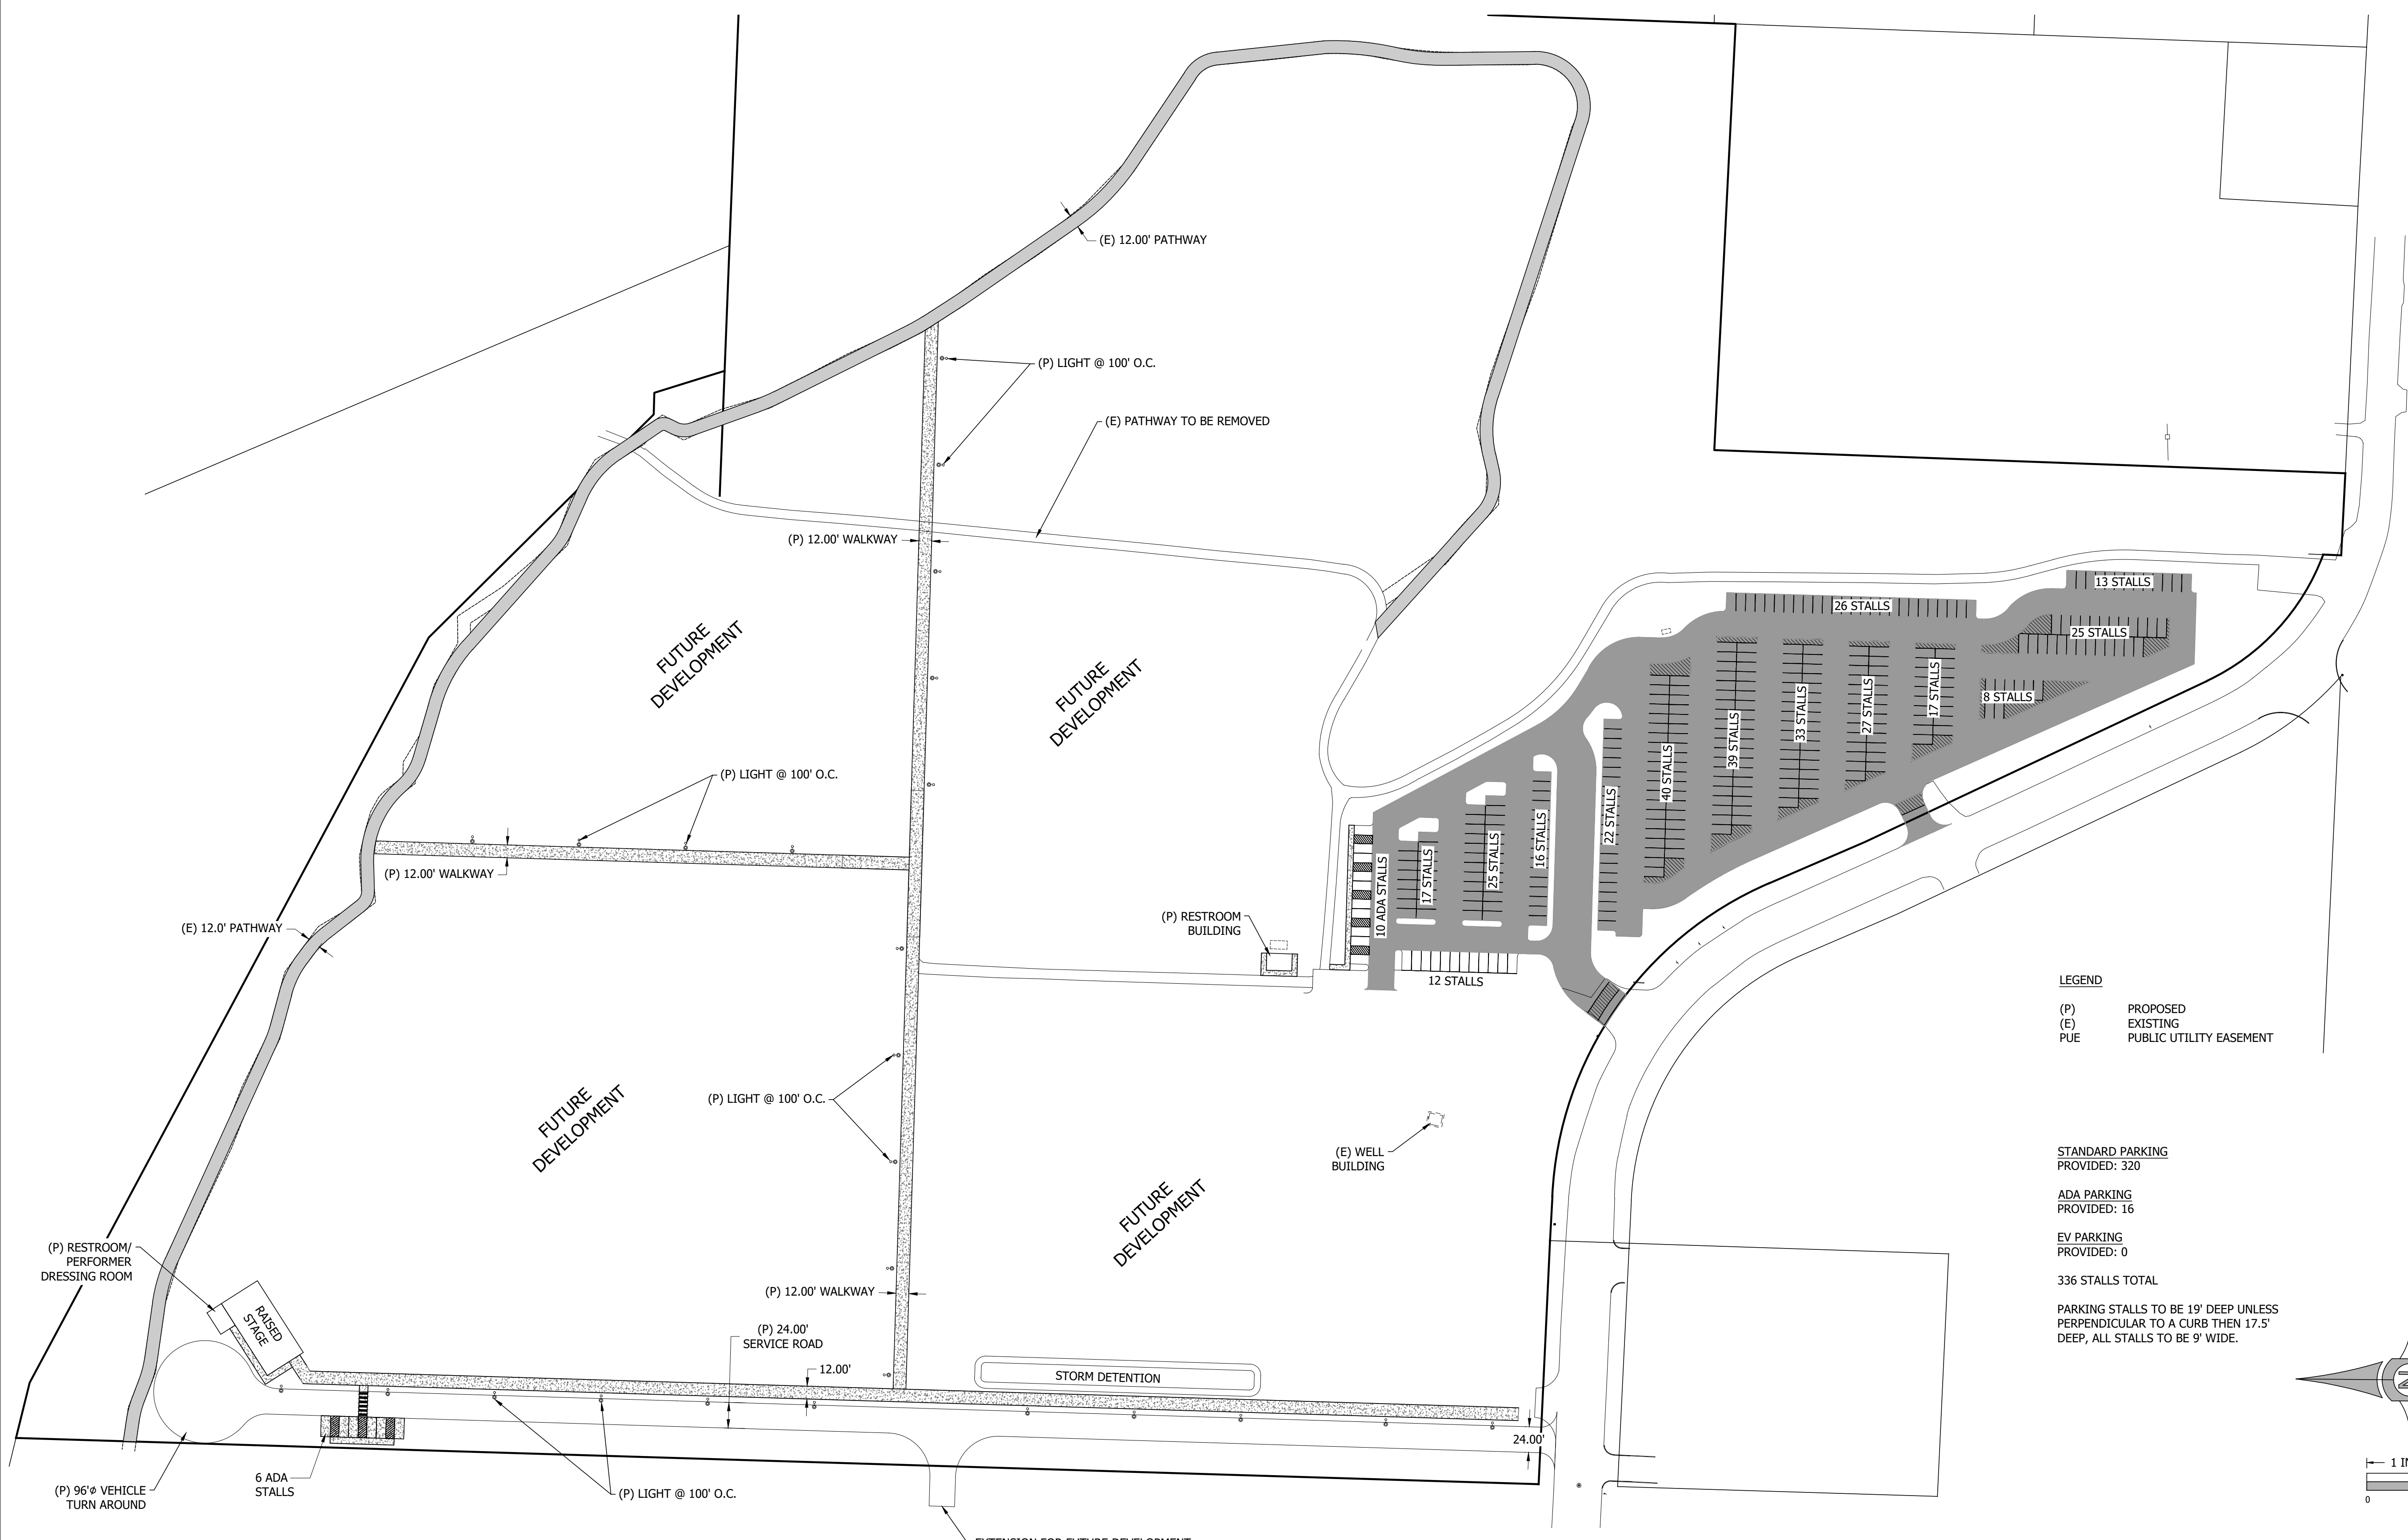 (E) 12.00' PATHWAY
(P) LIGHT @ 100' O.C.
(E) PATHWAY TO BE REMOVED
(P) 12.00' WALKWAY
13 STALLS
26 STALLS
25 STALLS
8 STALLS
17 STALLS
27 STALLS
33 STALLS
39 STALLS
40 STALLS
22 STALLS
16 STALLS
25 STALLS
17 STALLS
10 ADA STALLS
12 STALLS
FUTURE
DEVELOPMENT
FUTURE
DEVELOPMENT
(P) LIGHT @ 100' O.C.
(P) 12.00' WALKWAY
(E) 12.0' PATHWAY
(P) RESTROOM
BUILDING
LEGEND
(P) PROPOSED
(E) EXISTING
PUE PUBLIC UTILITY EASEMENT
FUTURE
DEVELOPMENT
(P) LIGHT @ 100' O.C.
(E) WELL
BUILDING
FUTURE
DEVELOPMENT
STANDARD PARKING
PROVIDED: 320
ADA PARKING
PROVIDED: 16
EV PARKING
PROVIDED: 0
336 STALLS TOTAL
PARKING STALLS TO BE 19' DEEP UNLESS
PERPENDICULAR TO A CURB THEN 17.5'
DEEP, ALL STALLS TO BE 9' WIDE.
(P) RESTROOM/
PERFORMER
DRESSING ROOM
RAISED
STAGE
(P) 12.00' WALKWAY
(P) 24.00'
SERVICE ROAD
12.00'
STORM DETENTION
24.00'
6 ADA
STALLS
(P) 96'⌀ VEHICLE
TURN AROUND
(P) LIGHT @ 100' O.C.
EXTENSION FOR FUTURE DEVELOPMENT
1
0